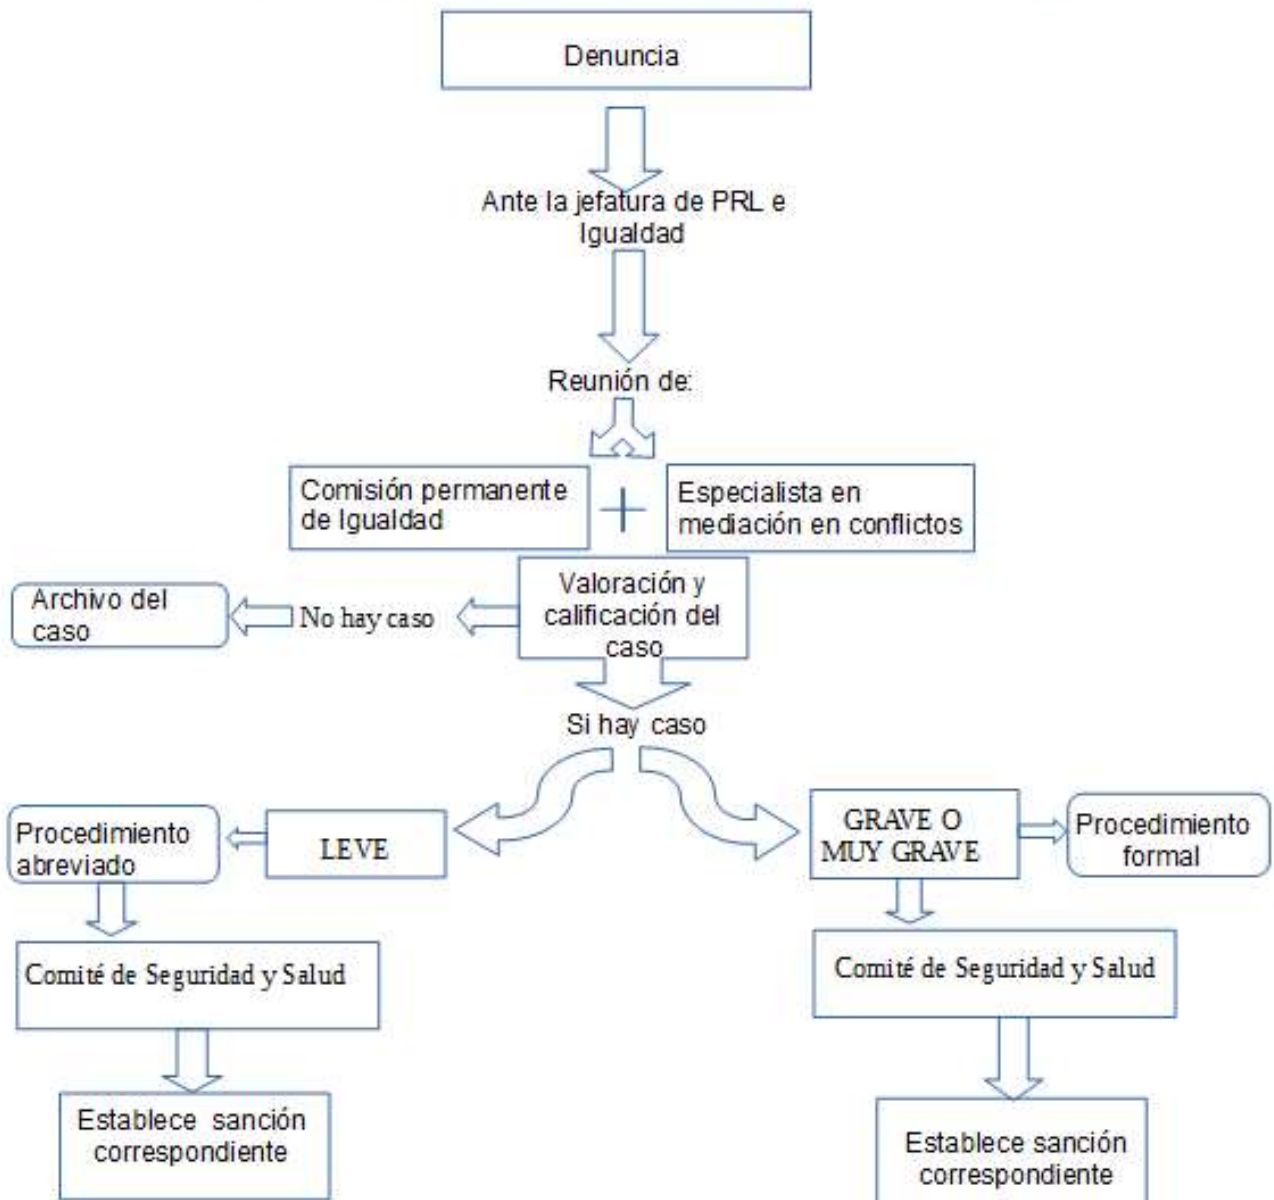 Denuncia
Ante la jefatura de PRL e
Igualdad
Reunión de:
Comisión permanente
de Igualdad
Especialista en
mediación en conflictos
Valoración y
calificación del
caso
No hay caso
Archivo del
caso
Si hay caso
LEVE
Procedimiento
abreviado
Comité de Seguridad y Salud
Establece sanción
correspondiente
GRAVE O
MUY GRAVE
Procedimiento
formal
Comité de Seguridad y Salud
Establece sanción
correspondiente